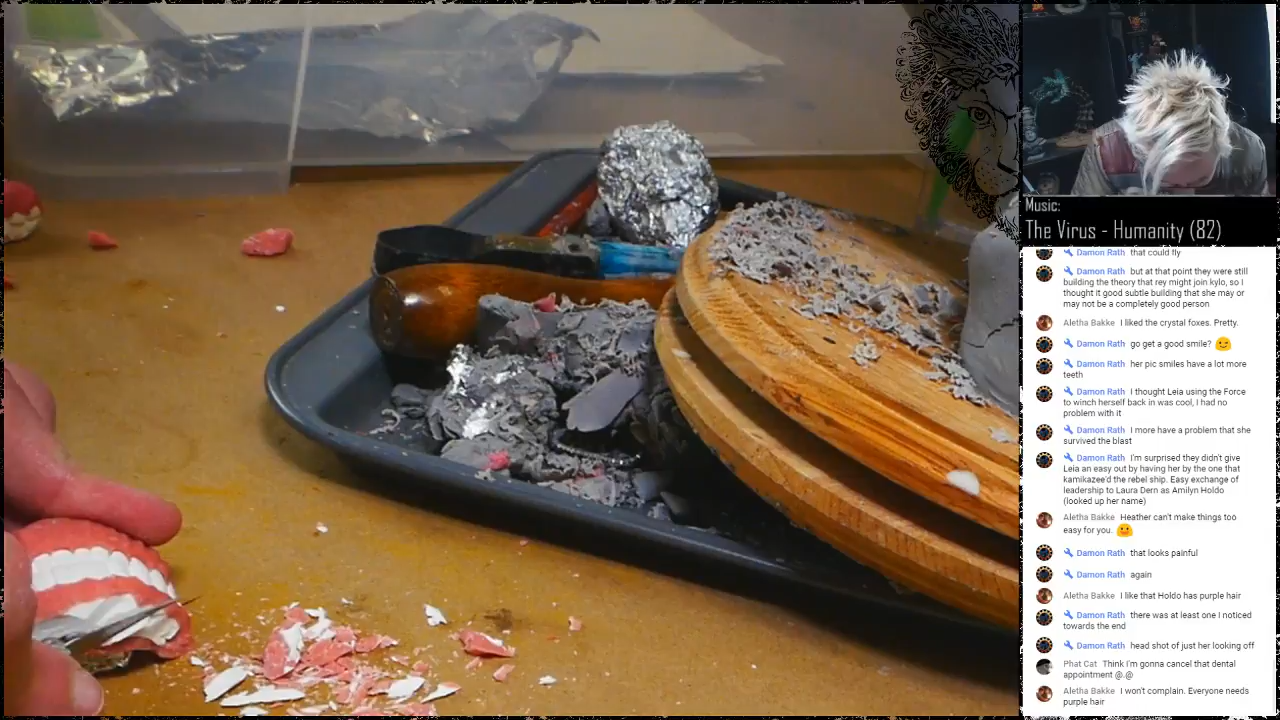 Music:
The Virus - Humanity (82)
Damon Rath that could fly
Damon Rath but at that point they were still
building the theory that rey might join kylo, so I
thought it good subtle building that she may or
may not be a completely good person
Aletha Bakke I liked the crystal foxes. Pretty.
Damon Rath go get a good smile?
Damon Rath her pic smiles have a lot more
teeth
Damon Rath I thought Leia using the Force
to winch herself back in was cool, I had no
problem with it
Damon Rath I more have a problem that she
survived the blast
Damon Rath I'm surprised they didn't give
Leia an easy out by having her by the one that
kamikazee'd the rebel ship. Easy exchange of
leadership to Laura Dern as Amilyn Holdo
(looked up her name)
Aletha Bakke Heather can't make things too
easy for you.
Damon Rath that looks painful
Damon Rath again
Aletha Bakke I like that Holdo has purple hair
Damon Rath there was at least one I noticed
towards the end
Damon Rath head shot of just her looking off
Phat Cat Think I'm gonna cancel that dental
appointment @.@
Aletha Bakke I won't complain. Everyone needs
purple hair